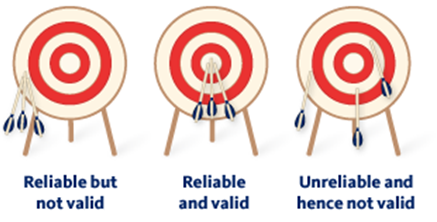 Reliable but
not valid
Reliable
and valid
Unreliable and
hence not valid